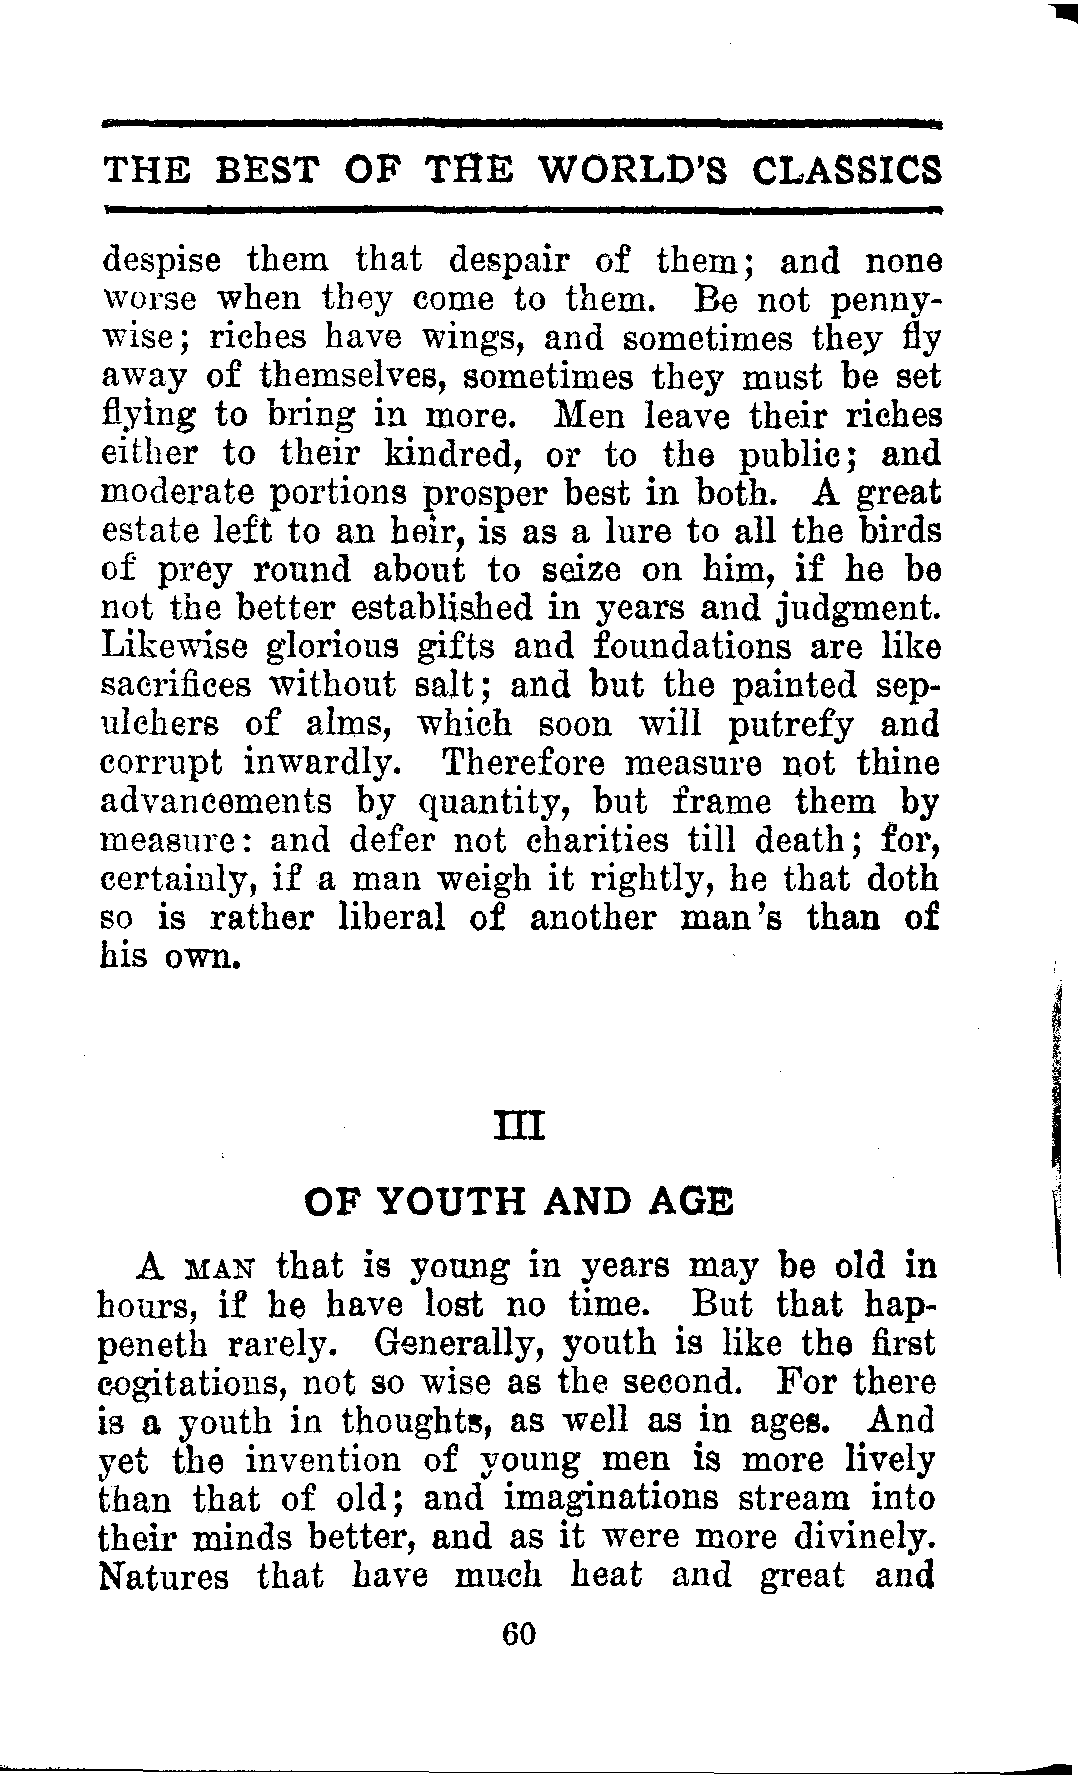 THE BEST OF THE WORLD'S CLASSICS
despise them that despair of them; and none
worse when they come to them. Be not penny-
wise; riches have wings, and sometimes they fly
away of themselves, sometimes they must be set
flying to bring in more. Men leave their riches
either to their kindred, or to the public; and
moderate portions prosper best in both. A great
estate left to an heir, is as a lure to all the birds
of prey round about to seize on him, if he be
not the better established in years and judgment.
Likewise glorious gifts and foundations are like
sacrifices without salt; and but the painted sep-
ulchers of alms, which soon will putrefy and
corrupt inwardly. Therefore measure not thine
advancements by quantity, but frame them by
measure: and defer not charities till death; for,
certainly, if a man weigh it rightly, he that doth
so is rather liberal of another man's than of
his own.
III
OF YOUTH AND AGE
A MAN that is young in years may be old in
hours, if he have lost no time. But that hap-
peneth rarely. Generally, youth is like the first
cogitations, not so wise as the second. For there
is a youth in thoughts, as well as in ages. And
yet the invention of young men is more lively
than that of old; and imaginations stream into
their minds better, and as it were more divinely.
Natures that have much heat and great and
60